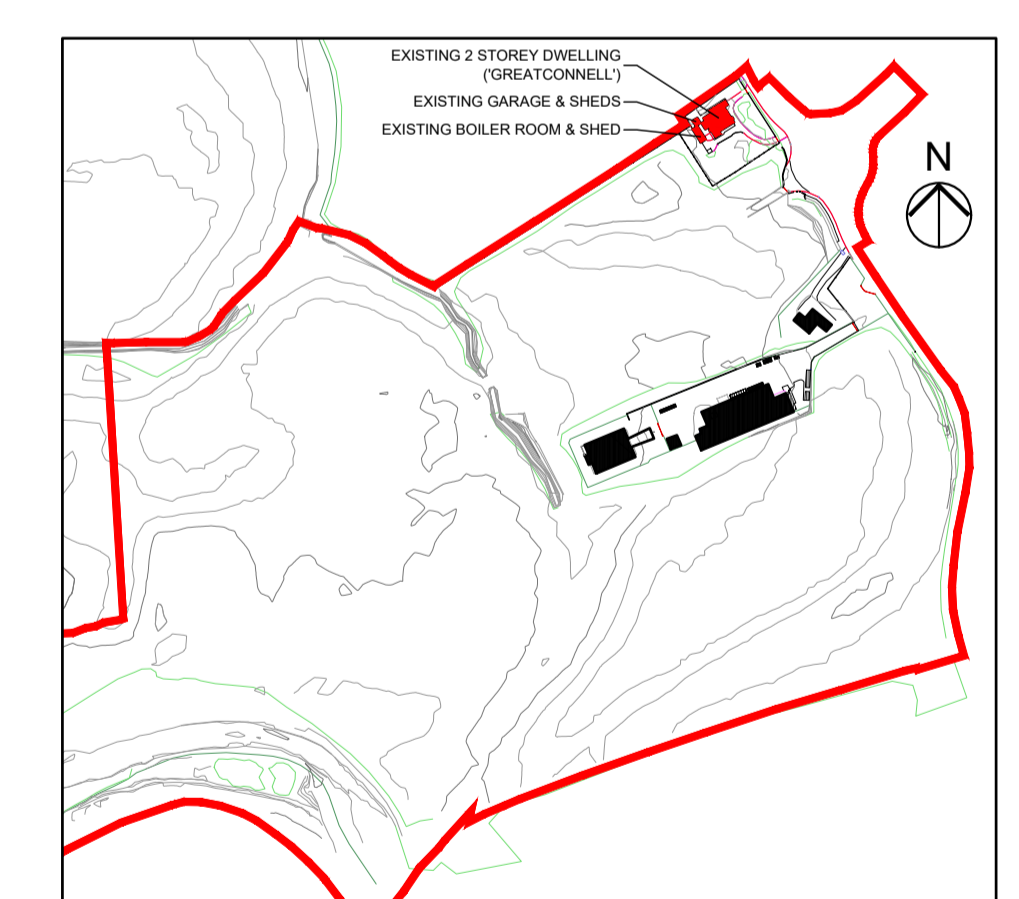 EXISTING 2 STOREY DWELLING
('GREATCONNELL')
EXISTING GARAGE & SHEDS
EXISTING BOILER ROOM & SHED
N